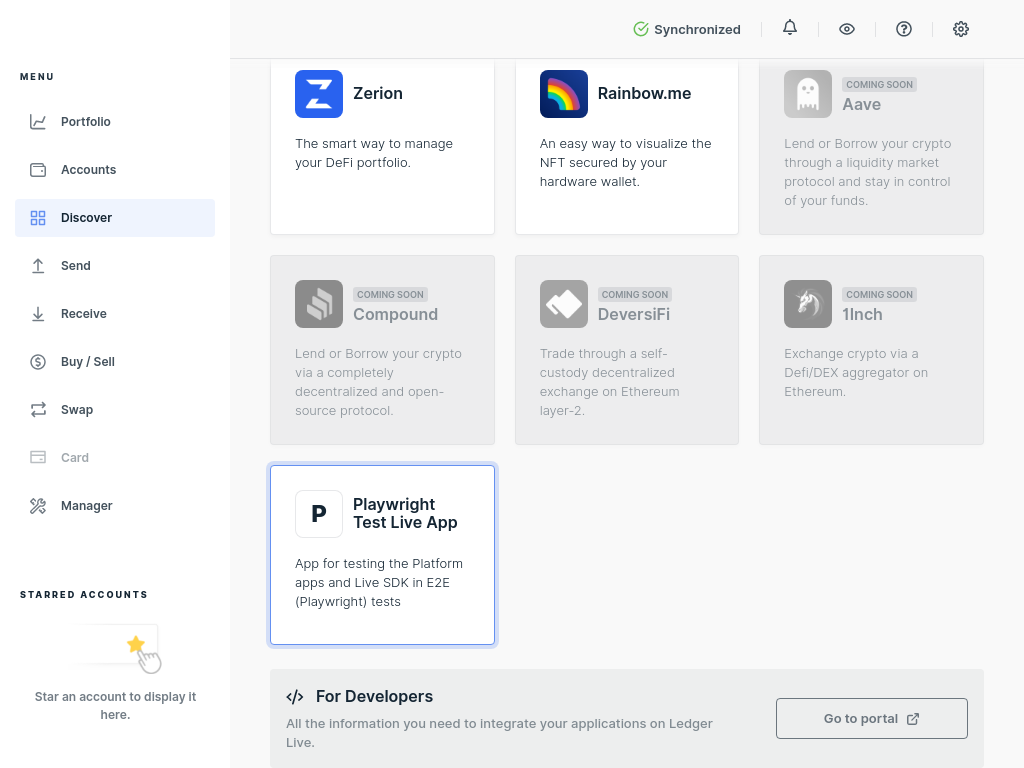 Synchronized
MENU
Portfolio
Accounts
Discover
Send
Receive
Buy / Sell
Swap
Card
Manager
STARRED ACCOUNTS
Star an account to display it
here.
Zerion
The smart way to manage
your DeFi portfolio.
Rainbow.me
An easy way to visualize the
NFT secured by your
hardware wallet.
COMING SOON
Aave
Lend or Borrow your crypto
through a liquidity market
protocol and stay in control
of your funds.
COMING SOON
Compound
Lend or Borrow your crypto
via a completely
decentralized and open-
source protocol.
COMING SOON
DeversiFi
Trade through a self-
custody decentralized
exchange on Ethereum
layer-2.
COMING SOON
1Inch
Exchange crypto via a
Defi/DEX aggregator on
Ethereum.
P
Playwright
Test Live App
App for testing the Platform
apps and Live SDK in E2E
(Playwright) tests
For Developers
All the information you need to integrate your applications on Ledger
Live.
Go to portal